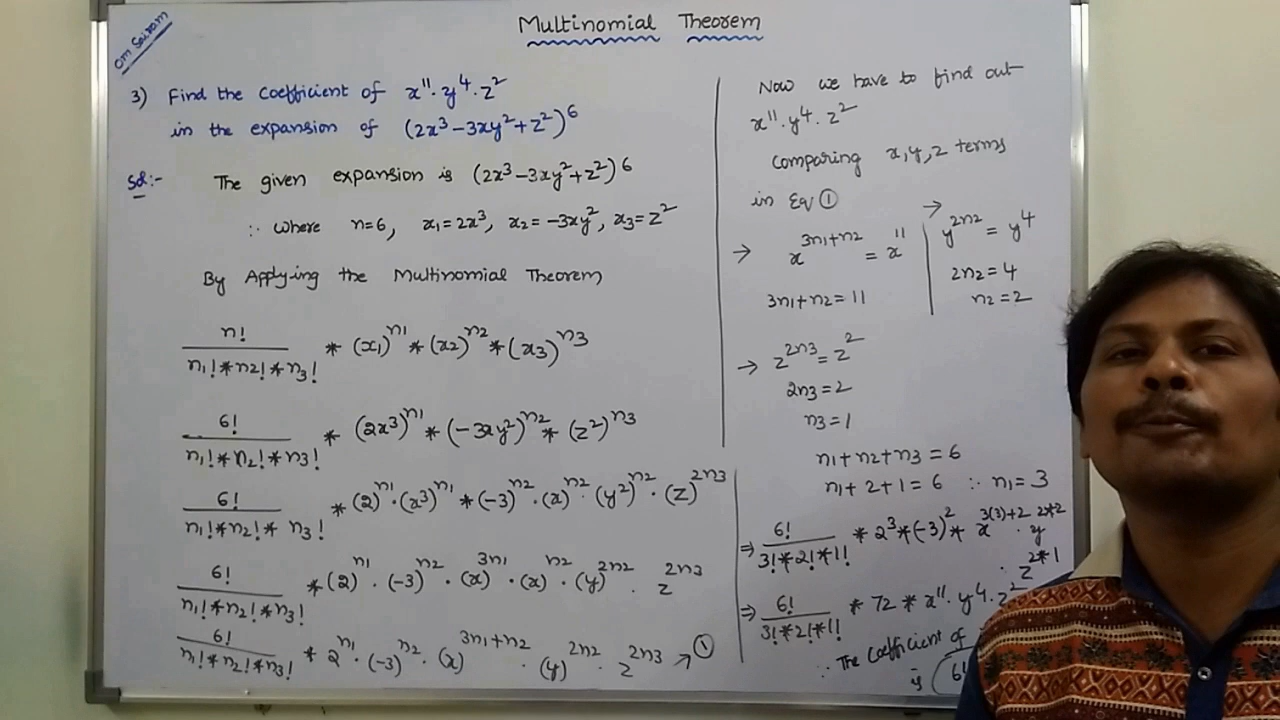 Om Sairam
Multinomial Theorem
3) Find the coefficient of x¹¹.y⁴.z²
in the expansion of (2x³-3xy²+z²)⁶
Sol:- The given expansion is (2x³-3xy²+z²)⁶
∴ where n=6, x₁=2x³, x₂=-3xy², x₃=z²
By Applying the Multinomial Theorem
n!/(n₁!*n₂!*n₃!) * (x₁)^n₁ * (x₂)^n₂ * (x₃)^n₃
6!/(n₁!*n₂!*n₃!) * (2x³)^n₁ * (-3xy²)^n₂ * (z²)^n₃
6!/(n₁!*n₂!*n₃!) * (2)^n₁.(x³)^n₁ * (-3)^n₂.(x)^n₂.(y²)^n₂.(z)^2n₃
6!/(n₁!*n₂!*n₃!) * (2)^n₁.(-3)^n₂.(x)^3n₁.(x)^n₂.(y)^2n₂.z^2n₃
6!/(n₁!*n₂!*n₃!) * 2^n₁.(-3)^n₂.(x)^(3n₁+n₂).(y)^2n₂.z^2n₃ → ①
Now we have to find out
x¹¹.y⁴.z²
comparing x,y,z terms
in Eq ①
→ x^(3n₁+n₂) = x¹¹
3n₁+n₂=11
→ y^2n₂ = y⁴
2n₂=4
n₂=2
→ z^2n₃ = z²
2n₃=2
n₃=1
n₁+n₂+n₃=6
n₁+2+1=6 ∴ n₁=3
⇒ 6!/(3!*2!*1!) * 2³*(-3)² * x^(3(3)+2).y^(2*2)
.z^(2*1)
⇒ 6!/(3!*2!*1!) * 72 * x¹¹.y⁴.z²
∴ The coefficient of
is 6!